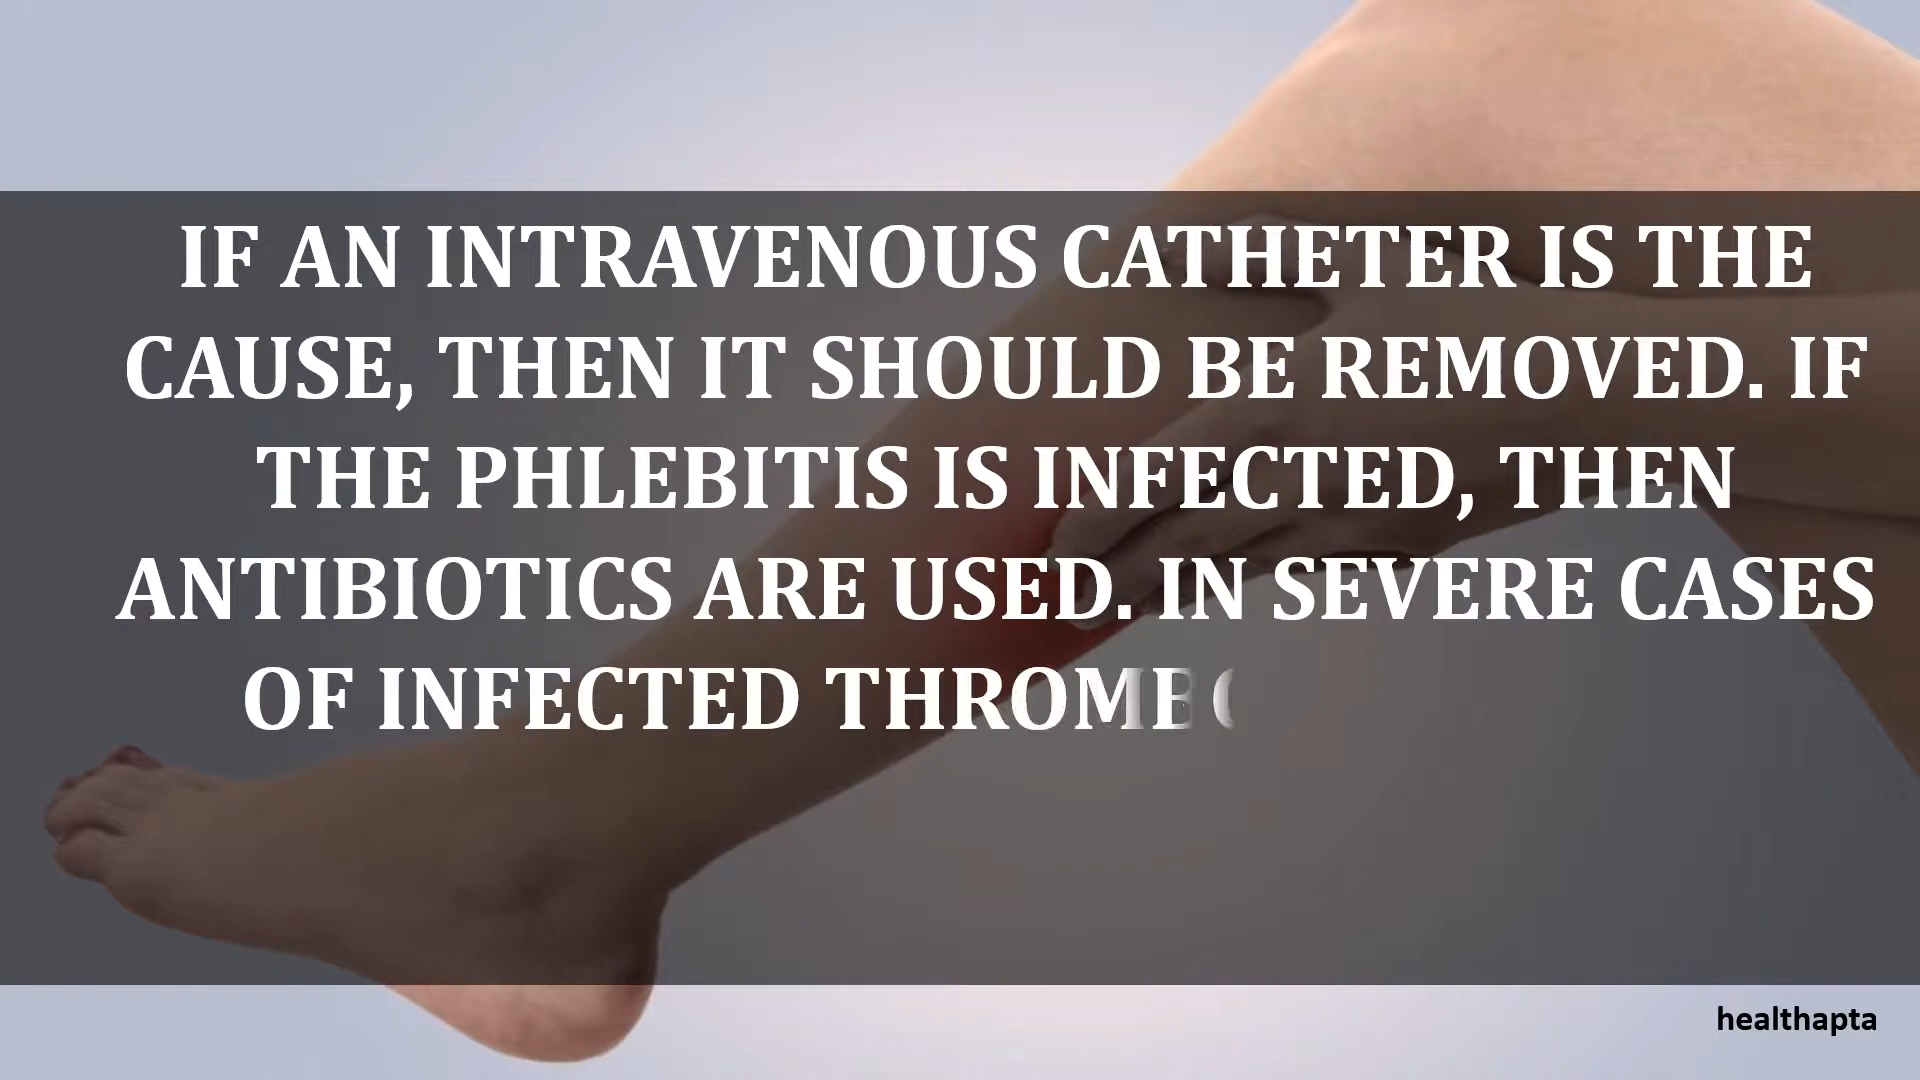 IF AN INTRAVENOUS CATHETER IS THE
CAUSE, THEN IT SHOULD BE REMOVED. IF
THE PHLEBITIS IS INFECTED, THEN
ANTIBIOTICS ARE USED. IN SEVERE CASES
OF INFECTED
healthapta